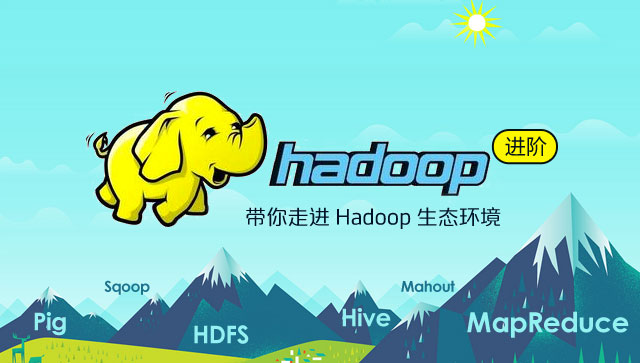 hadoop
进阶
带你走进 Hadoop 生态环境
Sqoop
Mahout
Pig
HDFS
Hive
MapReduce